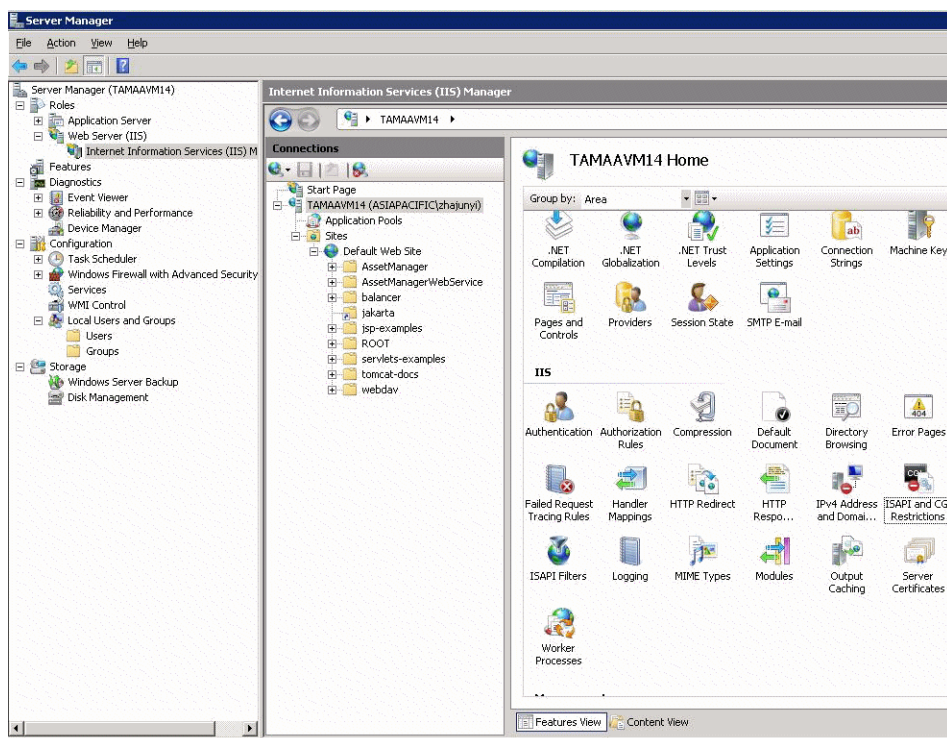 Server Manager
File Action View Help
Server Manager (TAMAAVM14)
Roles
Application Server
Web Server (IIS)
Internet Information Services (IIS) M
Features
Diagnostics
Event Viewer
Reliability and Performance
Device Manager
Configuration
Task Scheduler
Windows Firewall with Advanced Security
Services
WMI Control
Local Users and Groups
Users
Groups
Storage
Windows Server Backup
Disk Management
Internet Information Services (IIS) Manager
TAMAAVM14
Connections
Start Page
TAMAAVM14 (ASIAPACIFIC\zhajunyi)
Application Pools
Sites
Default Web Site
AssetManager
AssetManagerWebService
balancer
jakarta
jsp-examples
ROOT
servlets-examples
tomcat-docs
webdav
TAMAAVM14 Home
Group by: Area
.NET Compilation
.NET Globalization
.NET Trust Levels
Application Settings
Connection Strings
Machine Key
Pages and Controls
Providers
Session State
SMTP E-mail
IIS
Authentication
Authorization Rules
Compression
Default Document
Directory Browsing
Error Pages
Failed Request Tracing Rules
Handler Mappings
HTTP Redirect
HTTP Respo...
IPv4 Address and Domai...
ISAPI and CG Restrictions
ISAPI Filters
Logging
MIME Types
Modules
Output Caching
Server Certificates
Worker Processes
Features View
Content View